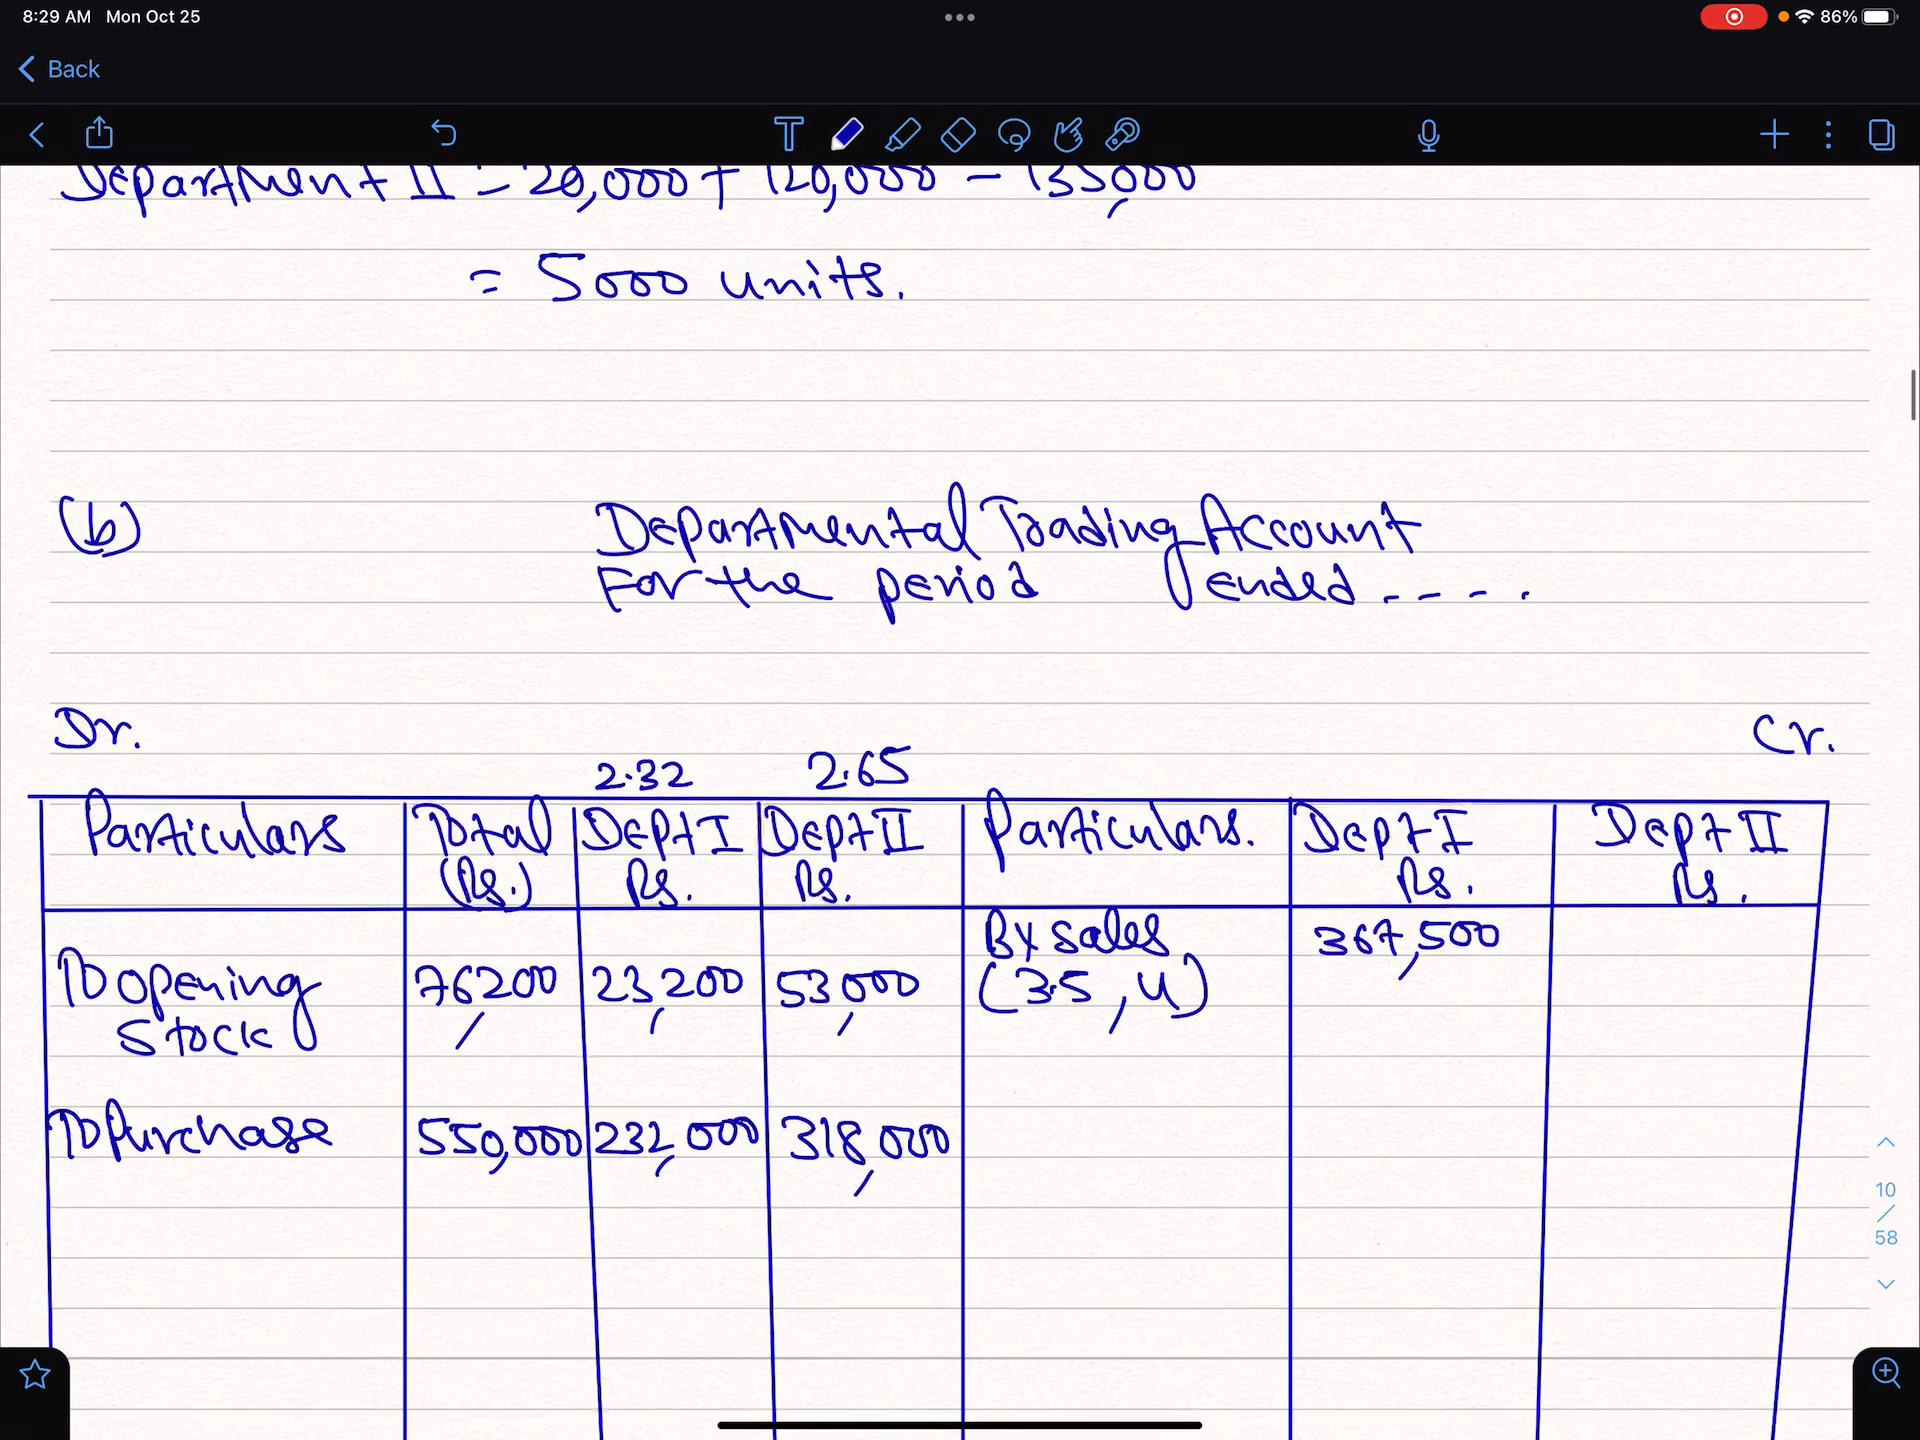 8:29 AM Mon Oct 25
86%
Back
Department II = 20,000 + 120,000 - 135,000
= 5000 units.
(b)
Departmental Trading Account
For the period ended - - - -.
Dr.
Cr.
2.32 2.65
Particulars Total (Rs.) Dept I Rs. Dept II Rs. Particulars. Dept I Rs. Dept II Rs.
By sales 367,500
To opening 76,200 23,200 53,000 (3.5, 4)
Stock
To Purchase 550,000 232,000 318,000
10
/
58